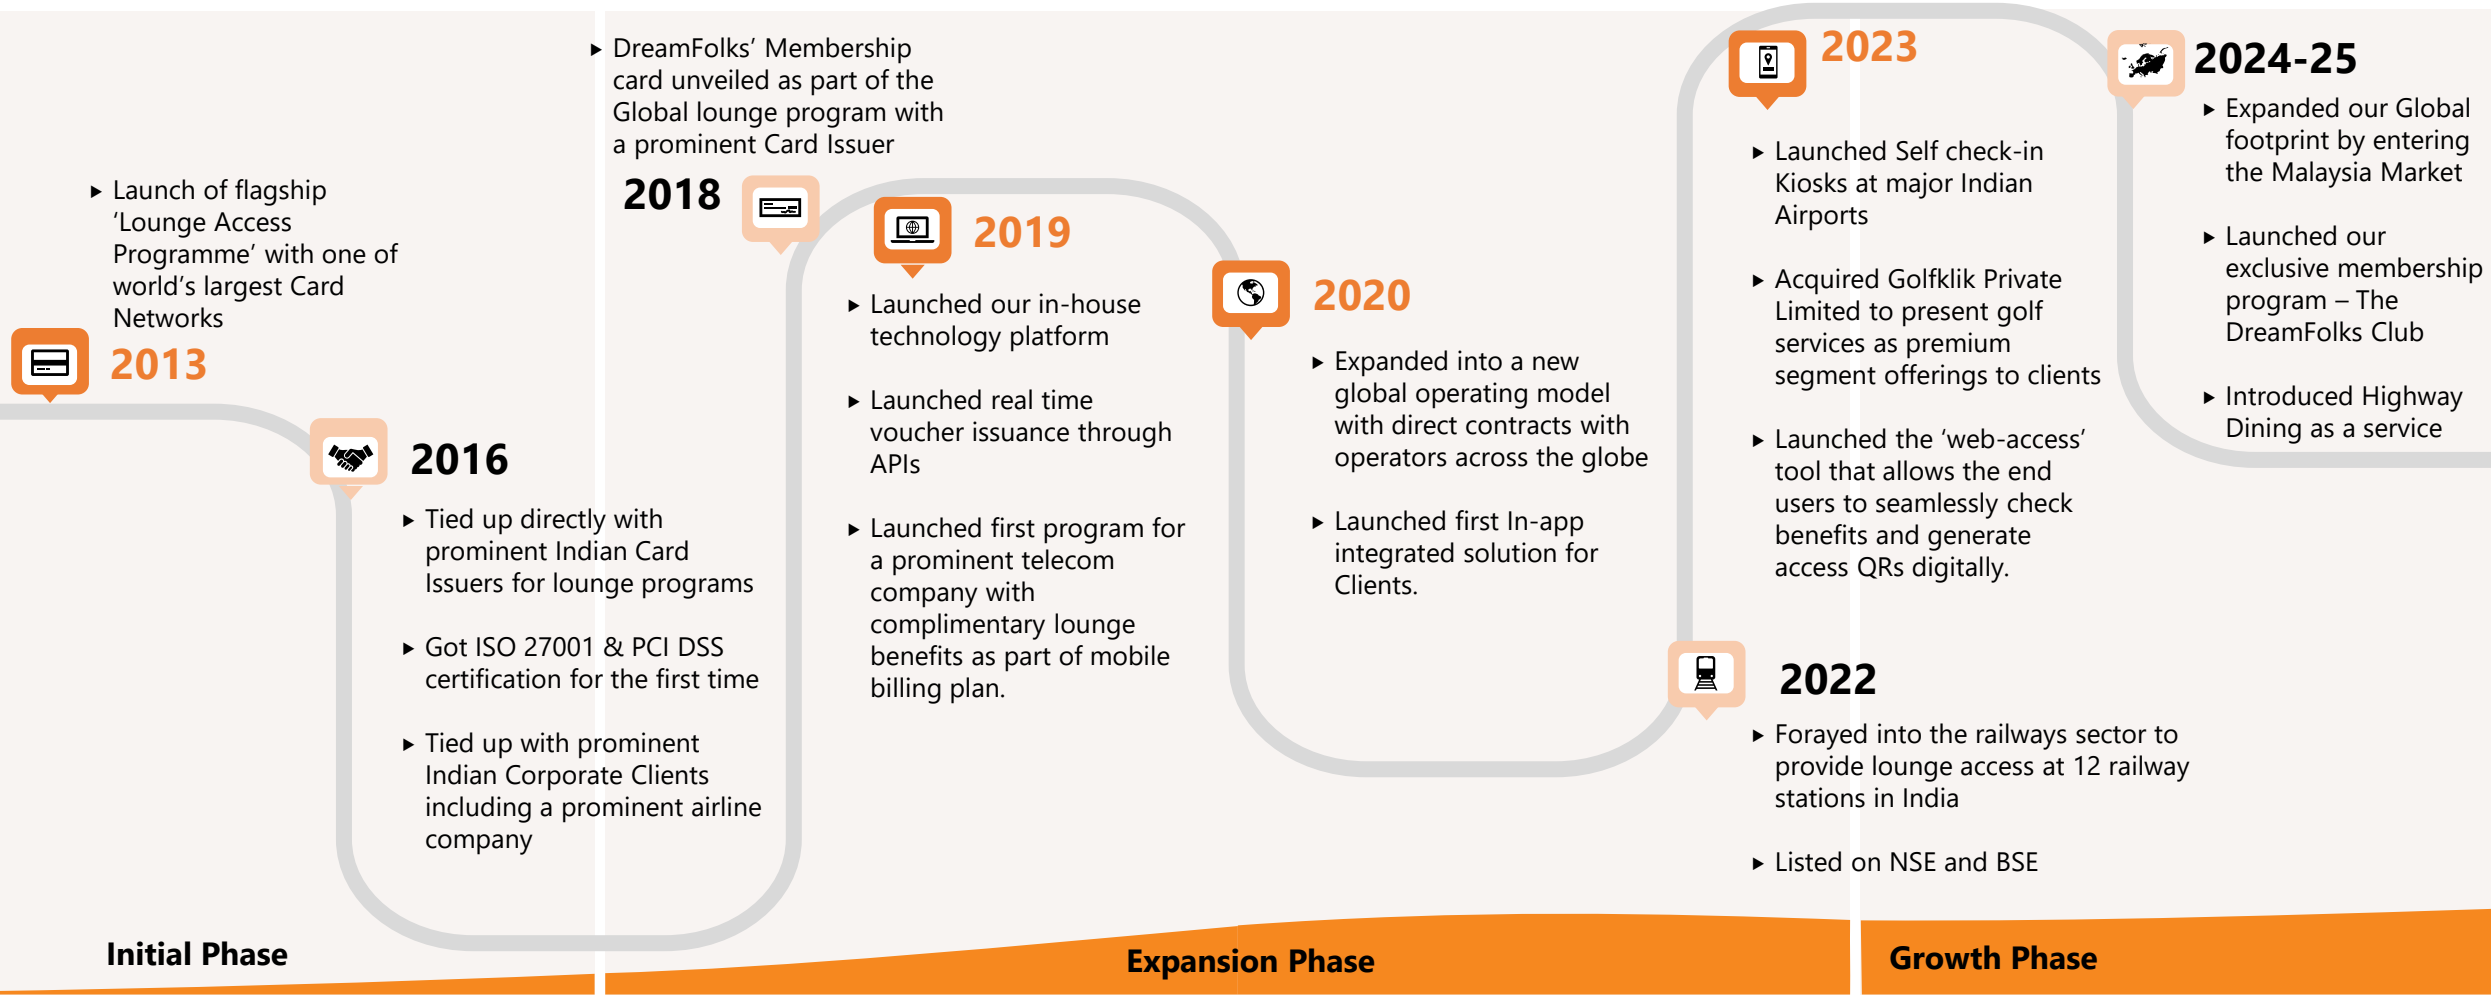 ▶ Launch of flagship
‘Lounge Access
Programme’ with one of
world’s largest Card
Networks
2013
2016
▶ Tied up directly with
prominent Indian Card
Issuers for lounge programs
▶ Got ISO 27001 & PCI DSS
certification for the first time
▶ Tied up with prominent
Indian Corporate Clients
including a prominent airline
company
▶ DreamFolks’ Membership
card unveiled as part of the
Global lounge program with
a prominent Card Issuer
2018
2019
▶ Launched our in-house
technology platform
▶ Launched real time
voucher issuance through
APIs
▶ Launched first program for
a prominent telecom
company with
complimentary lounge
benefits as part of mobile
billing plan.
2020
▶ Expanded into a new
global operating model
with direct contracts with
operators across the globe
▶ Launched first In-app
integrated solution for
Clients.
2022
▶ Forayed into the railways sector to
provide lounge access at 12 railway
stations in India
▶ Listed on NSE and BSE
2023
▶ Launched Self check-in
Kiosks at major Indian
Airports
▶ Acquired Golfklik Private
Limited to present golf
services as premium
segment offerings to clients
▶ Launched the ‘web-access’
tool that allows the end
users to seamlessly check
benefits and generate
access QRs digitally.
2024-25
▶ Expanded our Global
footprint by entering
the Malaysia Market
▶ Launched our
exclusive membership
program – The
DreamFolks Club
▶ Introduced Highway
Dining as a service
Initial Phase
Expansion Phase
Growth Phase